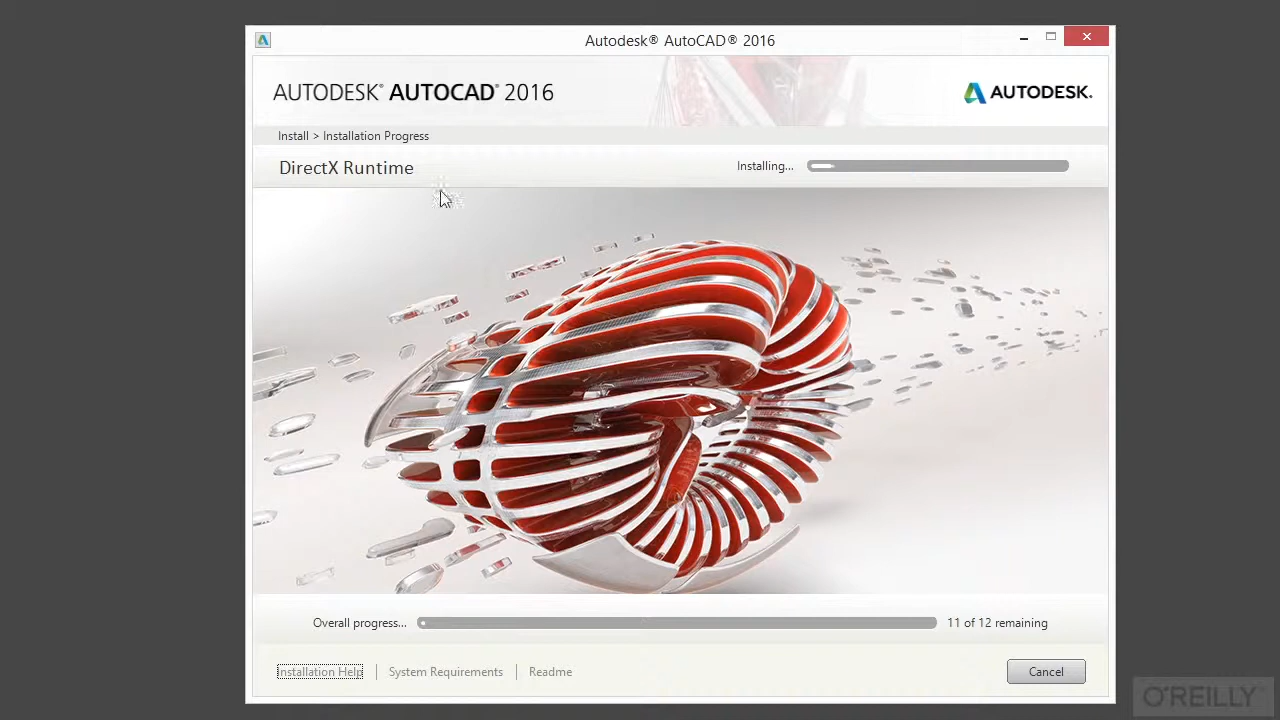 Autodesk® AutoCAD® 2016
AUTODESK® AUTOCAD® 2016
AUTODESK.
Install > Installation Progress
DirectX Runtime
Installing...
Overall progress...
11 of 12 remaining
Installation Help
System Requirements
Readme
Cancel
O'REILLY